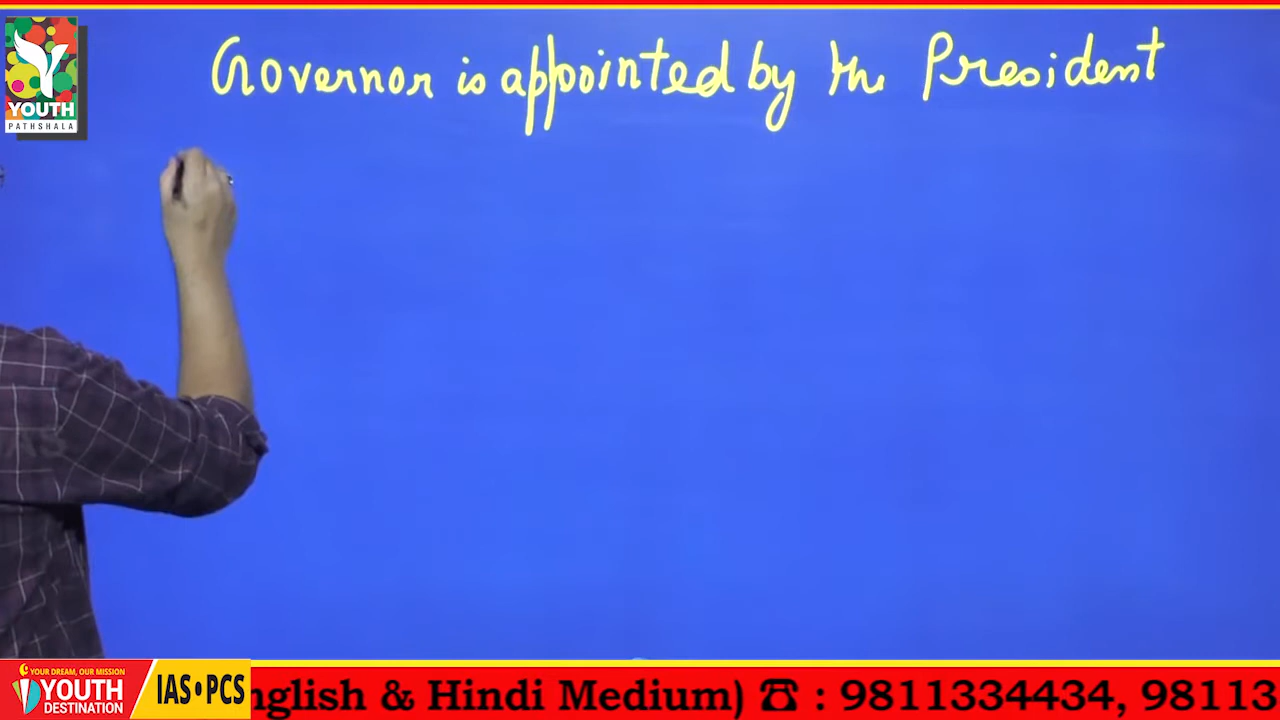 Governor is appointed by the President
YOUTH
PATHSHALA
YOUR DREAM, OUR MISSION
YOUTH
DESTINATION
IAS • PCS
nglish & Hindi Medium) ☎ : 9811334434, 98113